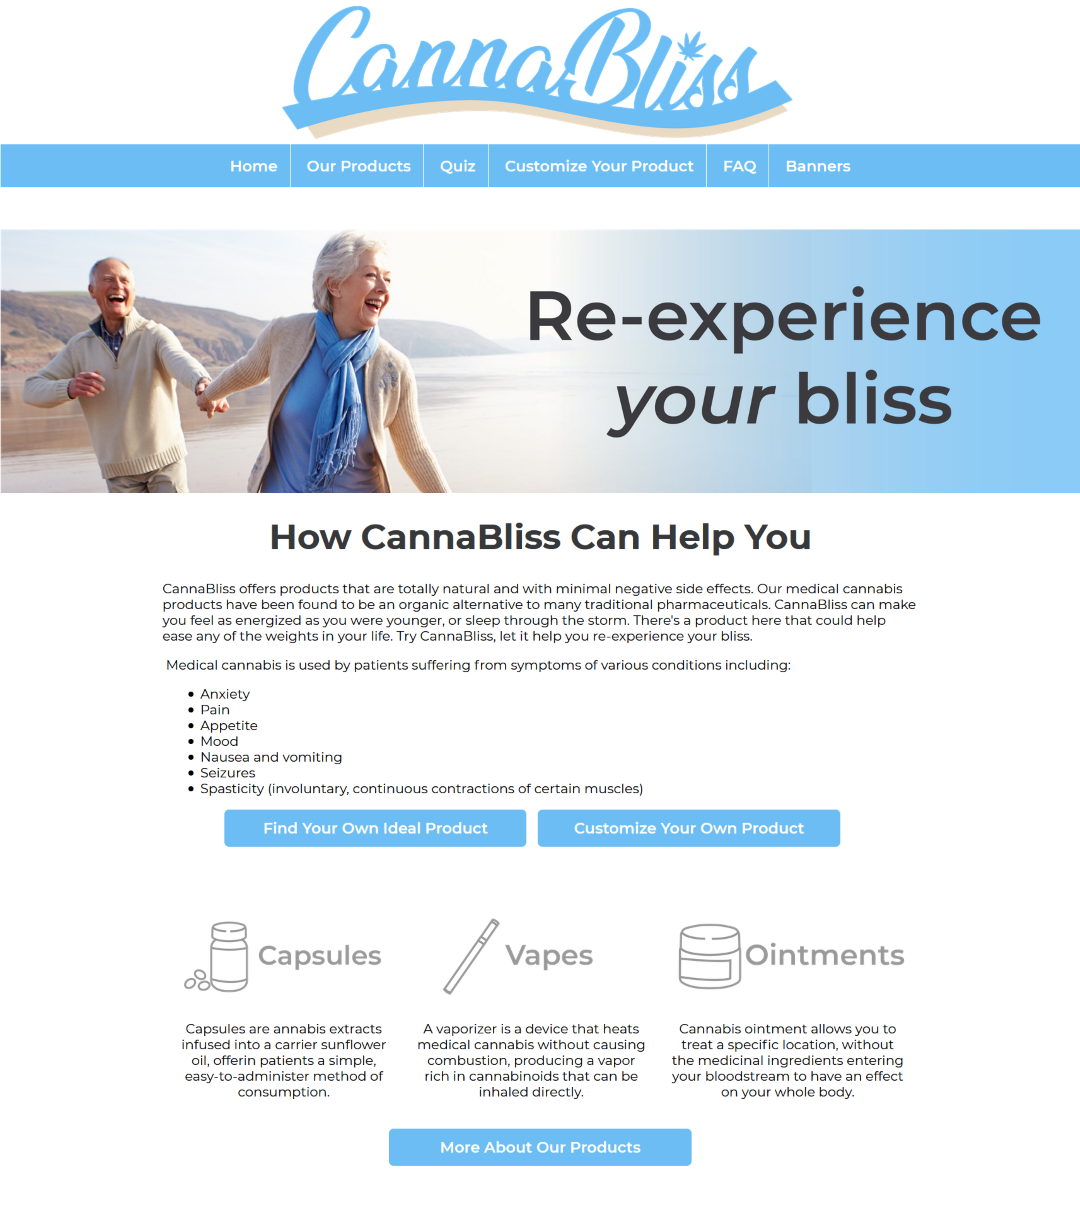 CannaBliss
Home
Our Products
Quiz
Customize Your Product
FAQ
Banners
Re-experience
your bliss
How CannaBliss Can Help You
CannaBliss offers products that are totally natural and with minimal negative side effects. Our medical cannabis
products have been found to be an organic alternative to many traditional pharmaceuticals. CannaBliss can make
you feel as energized as you were younger, or sleep through the storm. There's a product here that could help
ease any of the weights in your life. Try CannaBliss, let it help you re-experience your bliss.
Medical cannabis is used by patients suffering from symptoms of various conditions including:
• Anxiety
• Pain
• Appetite
• Mood
• Nausea and vomiting
• Seizures
• Spasticity (involuntary, continuous contractions of certain muscles)
Find Your Own Ideal Product
Customize Your Own Product
Capsules
Capsules are annabis extracts
infused into a carrier sunflower
oil, offerin patients a simple,
easy-to-administer method of
consumption.
Vapes
A vaporizer is a device that heats
medical cannabis without causing
combustion, producing a vapor
rich in cannabinoids that can be
inhaled directly.
Ointments
Cannabis ointment allows you to
treat a specific location, without
the medicinal ingredients entering
your bloodstream to have an effect
on your whole body.
More About Our Products